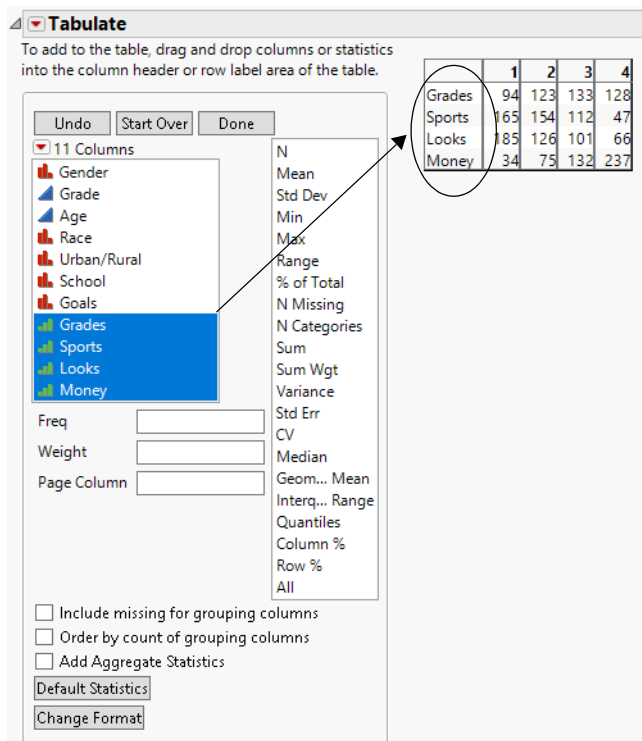 Tabulate
To add to the table, drag and drop columns or statistics
into the column header or row label area of the table.
Undo Start Over Done
11 Columns
Gender
Grade
Age
Race
Urban/Rural
School
Goals
Grades
Sports
Looks
Money
Freq
Weight
Page Column
N
Mean
Std Dev
Min
Max
Range
% of Total
N Missing
N Categories
Sum
Sum Wgt
Variance
Std Err
CV
Median
Geom... Mean
Interq... Range
Quantiles
Column %
Row %
All
Include missing for grouping columns
Order by count of grouping columns
Add Aggregate Statistics
Default Statistics
Change Format
1 2 3 4
Grades 94 123 133 128
Sports 165 154 112 47
Looks 185 126 101 66
Money 34 75 132 237